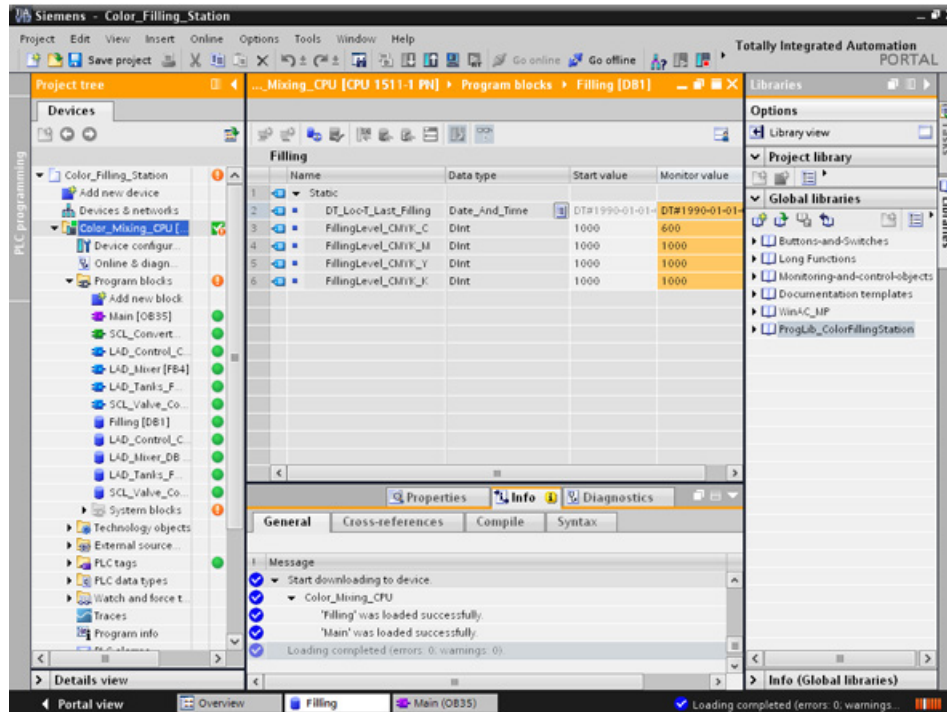 Siemens - Color_Filling_Station
Project Edit View Insert Online Options Tools Window Help
Totally Integrated Automation
PORTAL
Save project Go online Go offline
Project tree
..._Mixing_CPU [CPU 1511-1 PN] Program blocks Filling [DB1]
Libraries
Devices
Options
Library view
Filling
Project library
Name Data type Start value Monitor value
Color_Filling_Station
1 Static
Add new device
2 DT_LocT_Last_Filling Date_And_Time DT#1990-01-01- DT#1990-01-01-
Global libraries
Devices & networks
3 FillingLevel_CMYK_C DInt 1000 600
Color_Mixing_CPU [...
4 FillingLevel_CMYK_M DInt 1000 1000
Buttons-and-Switches
Device configur...
5 FillingLevel_CMYK_Y DInt 1000 1000
Long Functions
Online & diagn...
6 FillingLevel_CMYK_K DInt 1000 1000
Monitoring-and-control-objects
Program blocks
Documentation templates
Add new block
WinAC_MP
Main [OB35]
ProgLib_ColorFillingStation
SCL_Convert...
LAD_Control_C...
LAD_Mixer [FB4]
LAD_Tanks_F...
SCL_Valve_Co...
Filling [DB1]
LAD_Control_C...
LAD_Mixer_DB...
LAD_Tanks_F...
SCL_Valve_Co...
System blocks
Technology objects
External source...
PLC tags
PLC data types
Watch and force t...
Traces
Program info
Properties Info Diagnostics
General Cross-references Compile Syntax
! Message
Start downloading to device.
Color_Mixing_CPU
'Filling' was loaded successfully.
'Main' was loaded successfully.
Loading completed (errors: 0; warnings: 0).
Details view
Info (Global libraries)
Portal view Overview Filling Main (OB35) Loading completed (errors: 0; warnings...
PLC programming
Tasks
Libraries